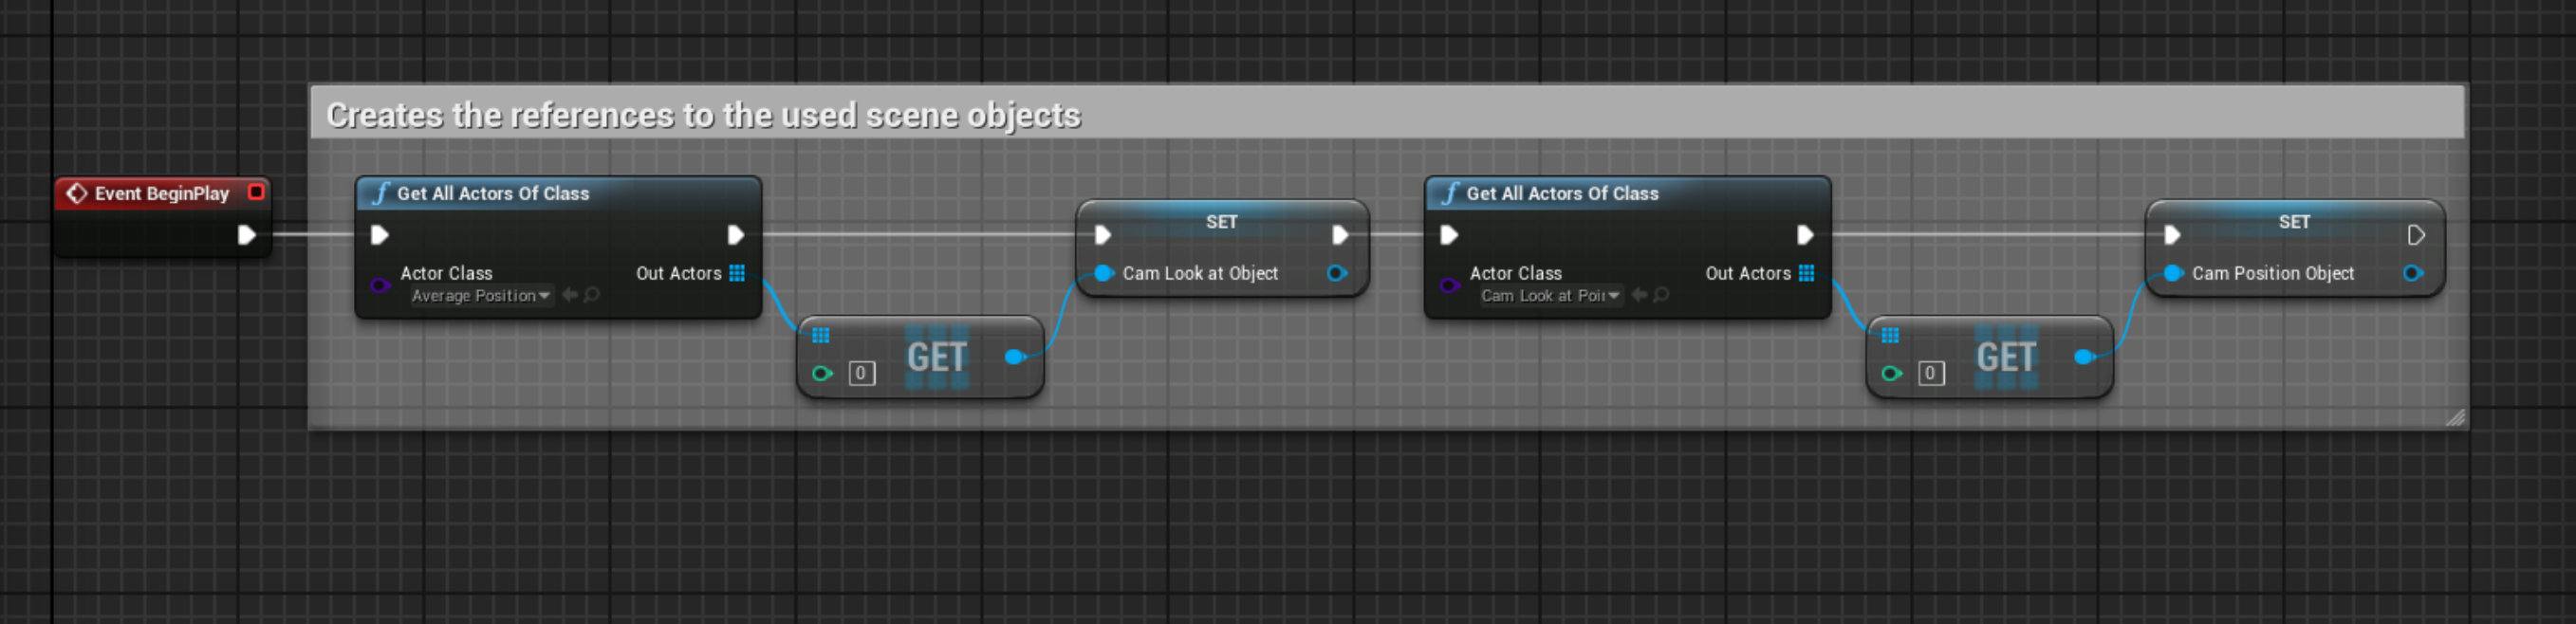 Creates the references to the used scene objects
Event BeginPlay
Get All Actors Of Class
Actor Class
Average Position
Out Actors
0
GET
SET
Cam Look at Object
Get All Actors Of Class
Actor Class
Cam Look at Poi
Out Actors
0
GET
SET
Cam Position Object